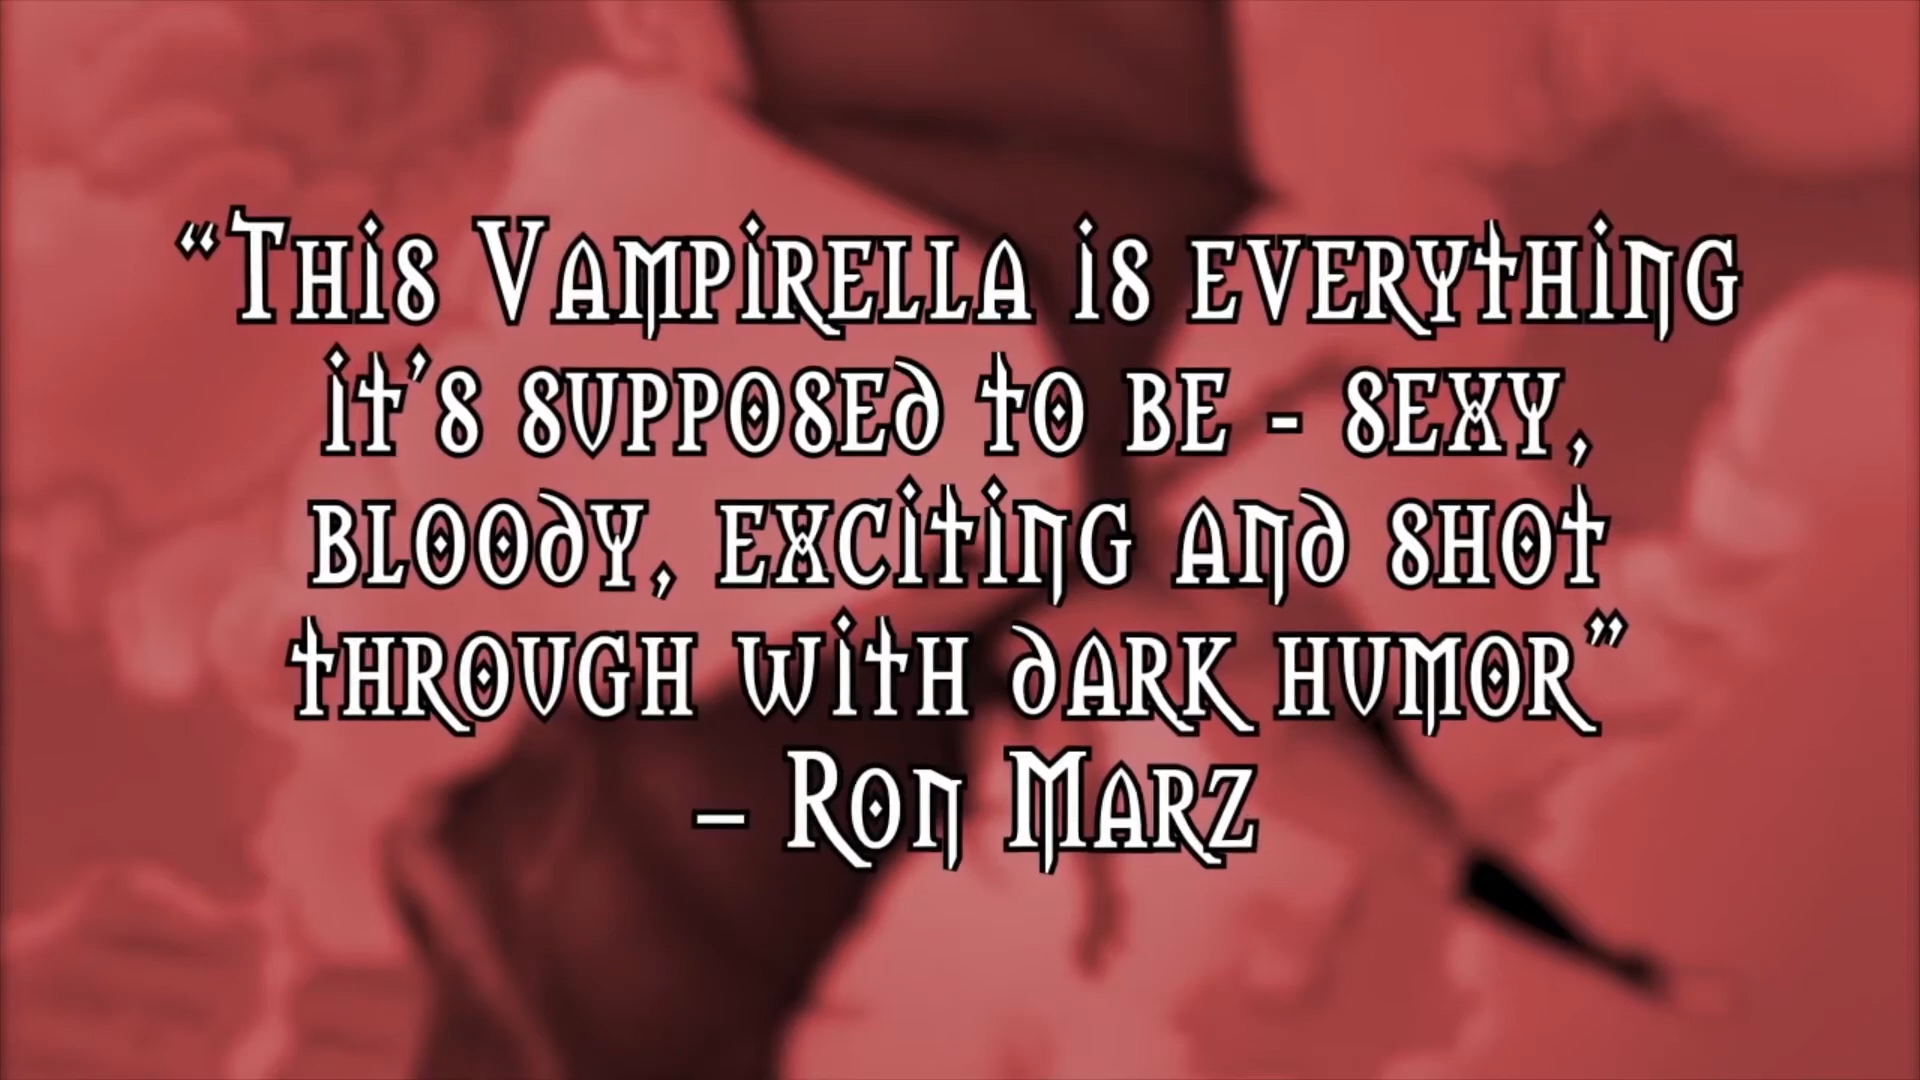 “This Vampirella is everything
it’s supposed to be - sexy,
bloody, exciting and shot
through with dark humor”
– Ron Marz